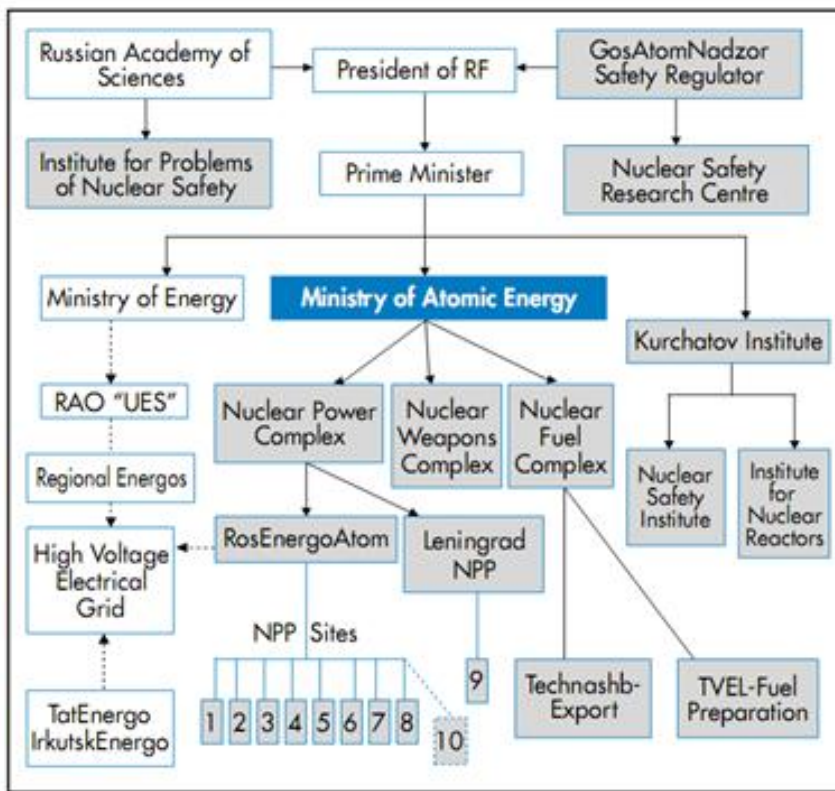 Russian Academy of
Sciences
President of RF
GosAtomNadzor
Safety Regulator
Institute for Problems
of Nuclear Safety
Prime Minister
Nuclear Safety
Research Centre
Ministry of Energy
Ministry of Atomic Energy
Kurchatov Institute
RAO "UES"
Nuclear Power
Complex
Nuclear
Weapons
Complex
Nuclear
Fuel
Complex
Regional Energos
Nuclear
Safety
Institute
Institute
for
Nuclear
Reactors
High Voltage
Electrical
Grid
RosEnergoAtom
Leningrad
NPP
NPP Sites
1 2 3 4 5 6 7 8
9
10
TatEnergo
IrkutskEnergo
Technashb-
Export
TVEL-Fuel
Preparation